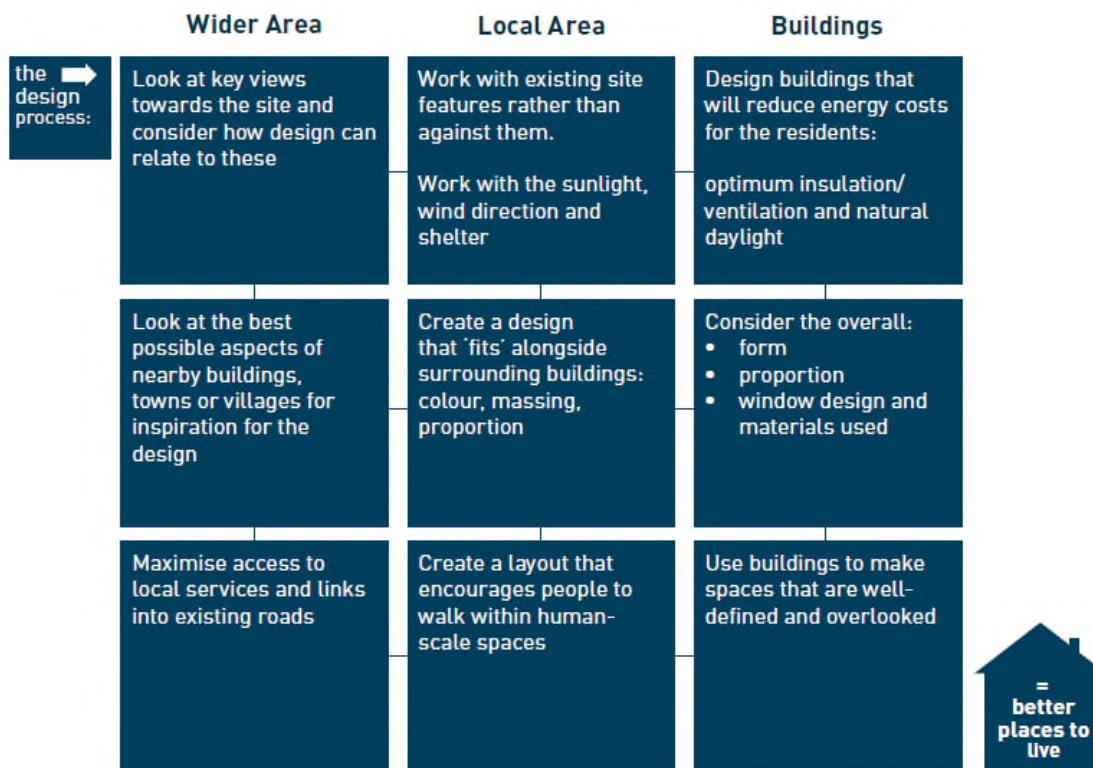 Wider Area
Local Area
Buildings
the
design
process:
Look at key views
towards the site and
consider how design can
relate to these
Work with existing site
features rather than
against them.
Work with the sunlight,
wind direction and
shelter
Design buildings that
will reduce energy costs
for the residents:
optimum insulation/
ventilation and natural
daylight
Look at the best
possible aspects of
nearby buildings,
towns or villages for
inspiration for the
design
Create a design
that ‘fits’ alongside
surrounding buildings:
colour, massing,
proportion
Consider the overall:
• form
• proportion
• window design and
materials used
Maximise access to
local services and links
into existing roads
Create a layout that
encourages people to
walk within human-
scale spaces
Use buildings to make
spaces that are well-
defined and overlooked
=
better
places to
live